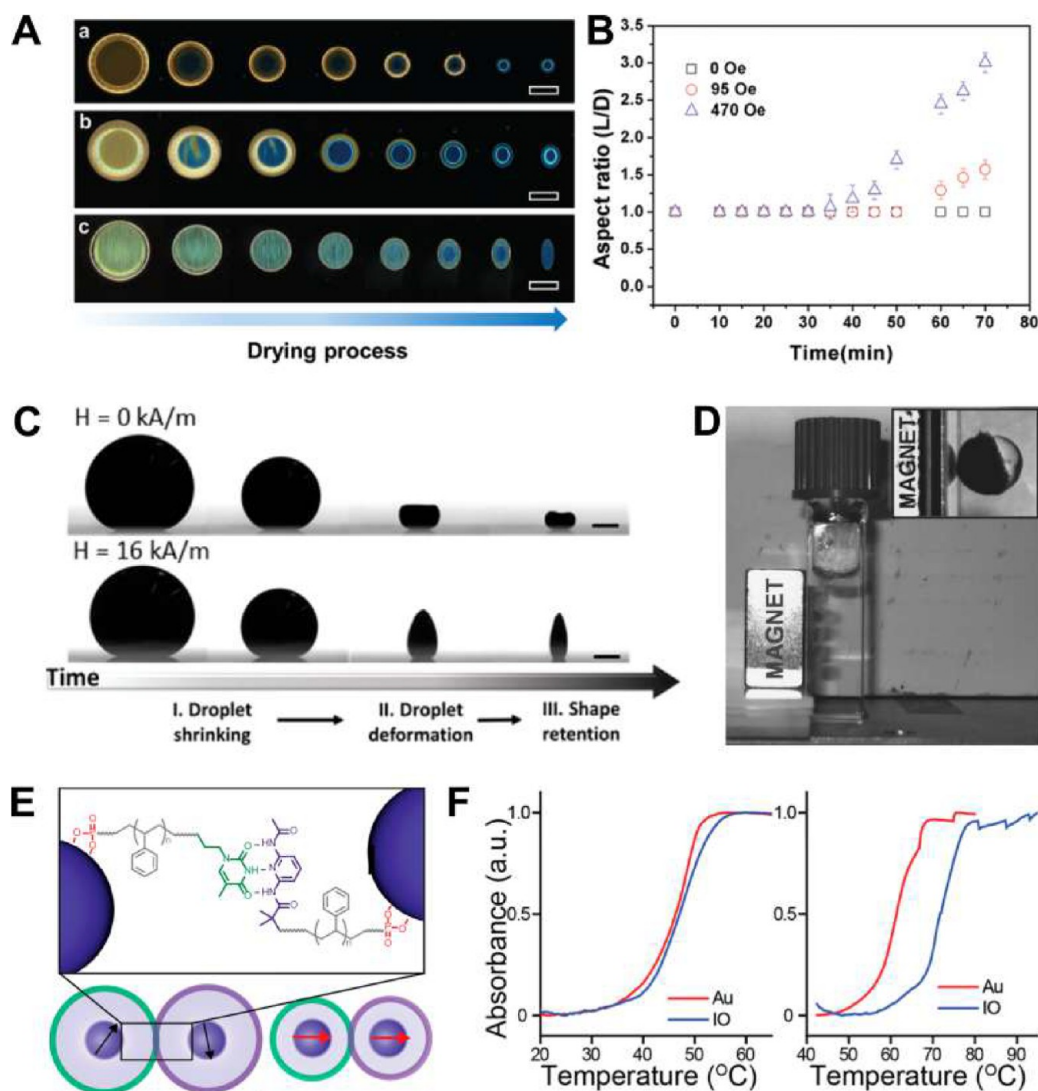 A
a
b
c
Drying process
B
Aspect ratio (L/D)
3.5
3.0
2.5
2.0
1.5
1.0
0.5
0.0
0 Oe
95 Oe
470 Oe
0 10 20 30 40 50 60 70 80
Time(min)
C
H = 0 kA/m
H = 16 kA/m
Time
I. Droplet
shrinking
II. Droplet
deformation
III. Shape
retention
D
MAGNET
MAGNET
E
O
O
P
O
O
n
O
N
NH
O
O
HN
N
HN
O
n
O
O
P
O
F
Absorbance (a.u.)
1.0
0.5
0
Au
IO
20 30 40 50 60
Temperature (°C)
1.0
0.5
0
Au
IO
40 50 60 70 80 90
Temperature (°C)